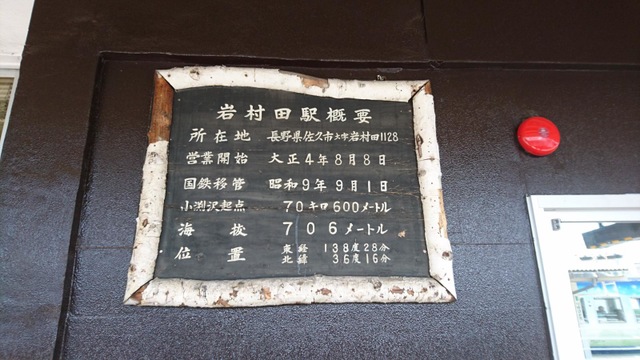 岩村田駅概要
所在地 長野県佐久市大字岩村田1128
営業開始 大正4年8月8日
国鉄移管 昭和9年9月1日
小渕沢起点 70キロ600メートル
海抜 706メートル
位置 東経 138度28分
北緯 36度16分